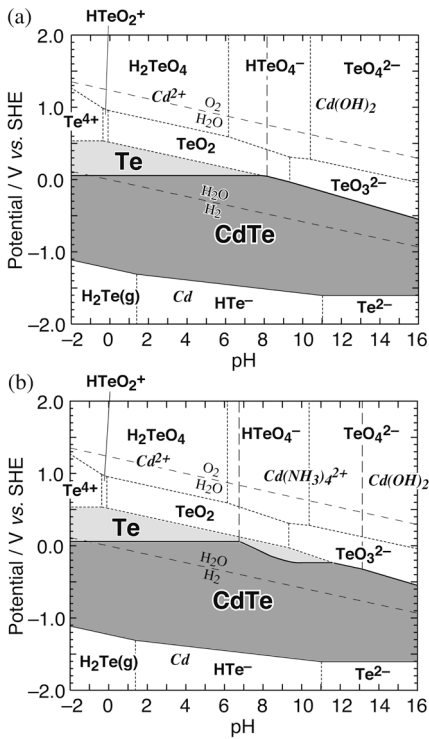 (a)
HTeO₂⁺
2.0
1.0
0.0
−1.0
−2.0
Potential / V vs. SHE
H₂TeO₄
HTeO₄⁻
TeO₄²⁻
Cd²⁺
O₂
H₂O
Cd(OH)₂
Te⁴⁺
TeO₂
Te
TeO₃²⁻
H₂O
H₂
CdTe
H₂Te(g)
Cd
HTe⁻
Te²⁻
−2 0 2 4 6 8 10 12 14 16
pH
(b)
HTeO₂⁺
2.0
1.0
0.0
−1.0
−2.0
Potential / V vs. SHE
H₂TeO₄
HTeO₄⁻
TeO₄²⁻
Cd²⁺
O₂
H₂O
Cd(NH₃)₄²⁺
Cd(OH)₂
Te⁴⁺
TeO₂
Te
TeO₃²⁻
H₂O
H₂
CdTe
H₂Te(g)
Cd
HTe⁻
Te²⁻
−2 0 2 4 6 8 10 12 14 16
pH